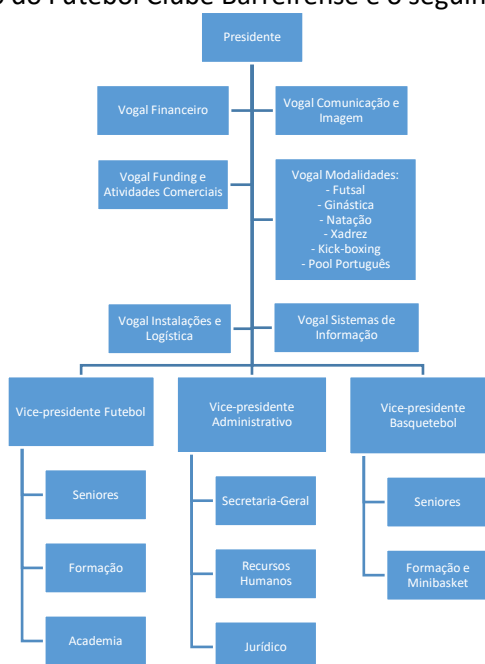 do Futebol Clube Barreirense é o
Presidente
Vogal Financeiro
Vogal Comunicação e
Imagem
Vogal Funding e
Atividades Comerciais
Vogal Modalidades:
- Futsal
- Ginástica
- Natação
- Xadrez
- Kick-boxing
- Pool Português
Vogal Instalações e
Logística
Vogal Sistemas de
Informação
Vice-presidente Futebol
Vice-presidente
Administrativo
Vice-presidente
Basquetebol
Seniores
Formação
Academia
Secretaria-Geral
Recursos
Humanos
Jurídico
Seniores
Formação e
Minibasket